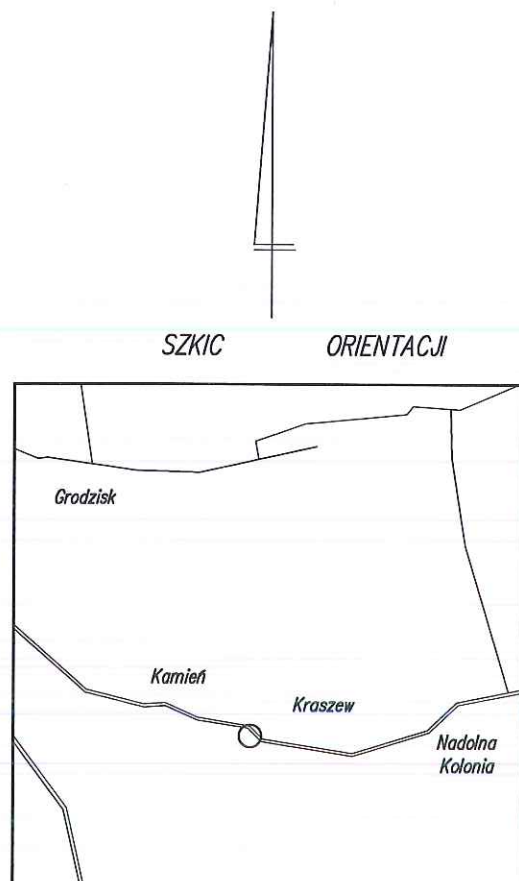 SZKIC ORIENTACJI
Grodzisk
Kamień
Kraszew
Nadolna
Kolonia